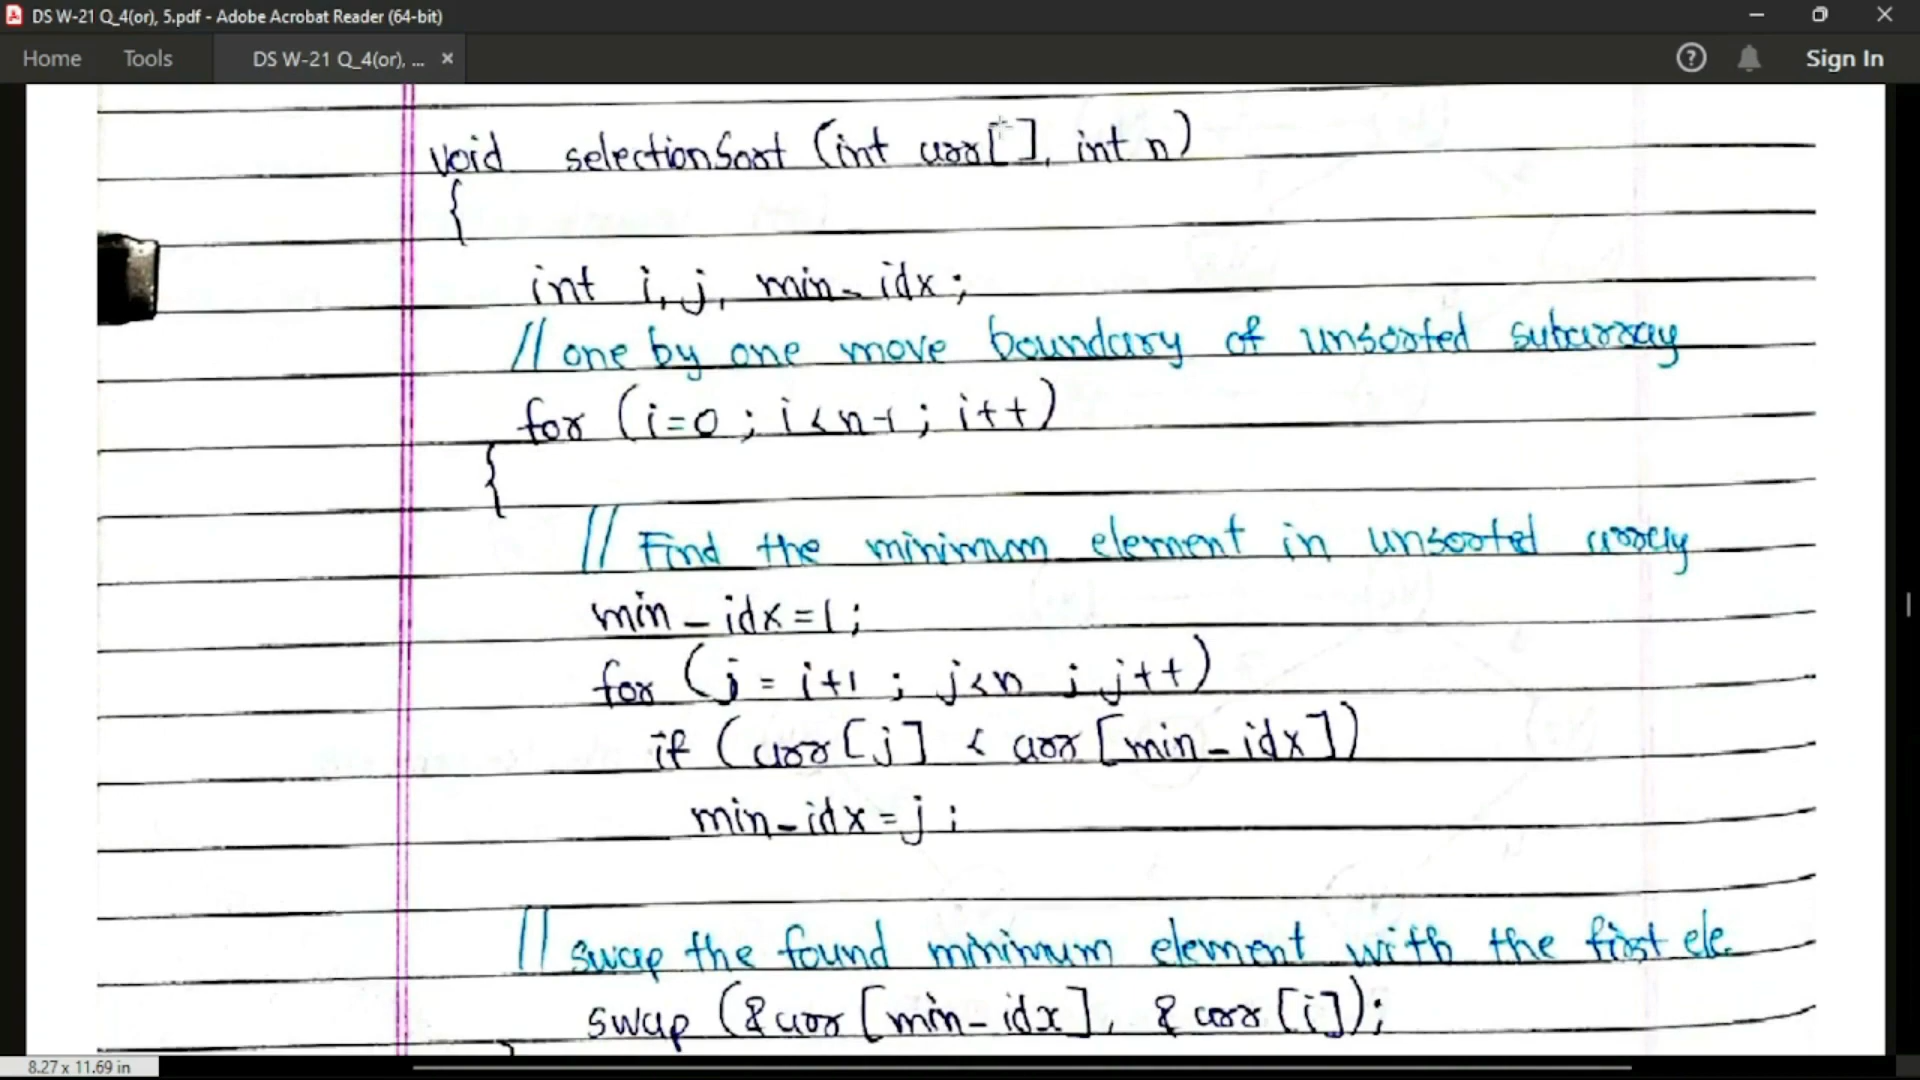 DS W-21 Q_4(or), 5.pdf - Adobe Acrobat Reader (64-bit)
Home Tools DS W-21 Q_4(or), ... × Sign In
void selectionSort (int arr[], int n)
{
int i, j, min_idx;
// one by one move boundary of unsorted subarray
for (i=0 ; i<n-1 ; i++)
{
// Find the minimum element in unsorted array
min_idx=1;
for (j = i+1 ; j<n ; j++)
if (arr[j] < arr[min_idx])
min_idx=j;
// swap the found minimum element with the first ele.
swap (&arr[min_idx], &arr[i]);
8.27 x 11.69 in